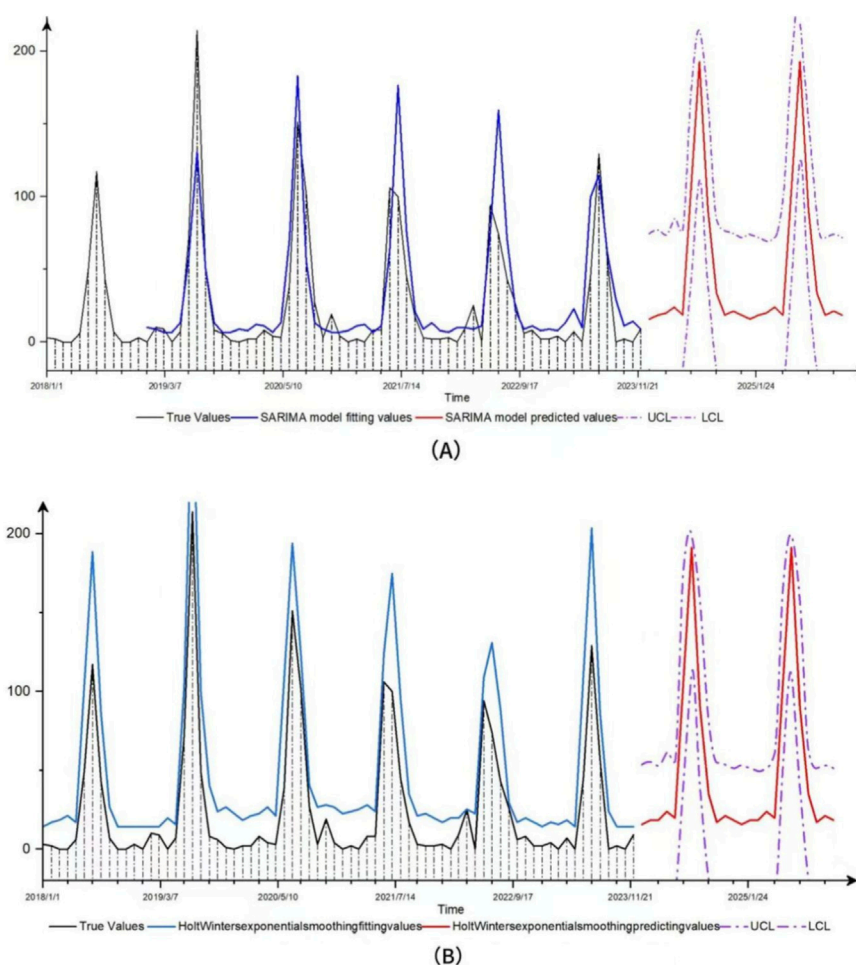 200
100
0
2018/1/1 2019/3/7 2020/5/10 2021/7/14 2022/9/17 2023/11/21 2025/1/24
Time
True Values SARIMA model fitting values SARIMA model predicted values UCL LCL
(A)
200
100
0
2018/1/1 2019/3/7 2020/5/10 2021/7/14 2022/9/17 2023/11/21 2025/1/24
Time
True Values HoltWintersexponentialsmoothingfittingvalues HoltWintersexponentialsmoothingpredictingvalues UCL LCL
(B)